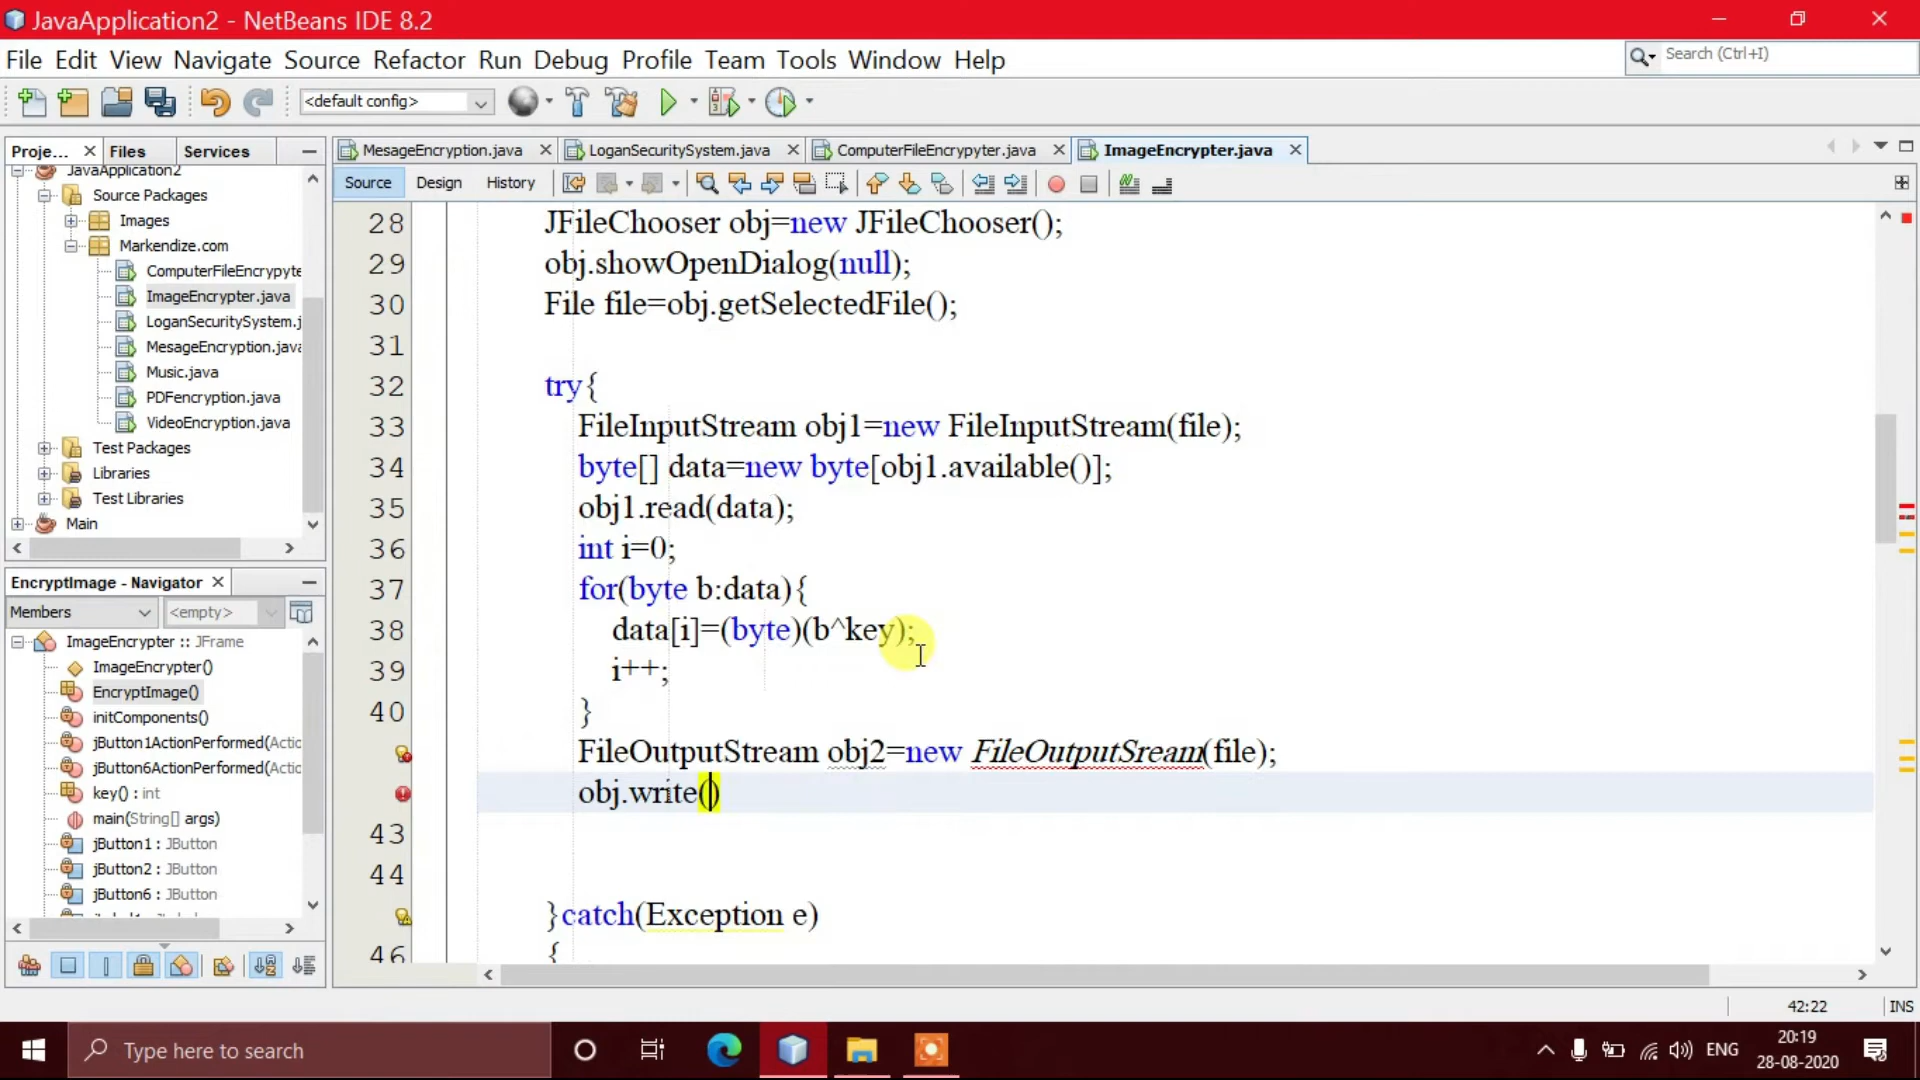 JavaApplication2 - NetBeans IDE 8.2
File Edit View Navigate Source Refactor Run Debug Profile Team Tools Window Help
Search (Ctrl+I)
<default config>
Proje... Files Services
MesageEncryption.java LoganSecuritySystem.java ComputerFileEncrypyter.java ImageEncrypter.java
Source Design History
JavaApplication2
Source Packages
Images
Markendize.com
ComputerFileEncrypyte
ImageEncrypter.java
LoganSecuritySystem.j
MesageEncryption.java
Music.java
PDFencryption.java
VideoEncryption.java
Test Packages
Libraries
Test Libraries
Main
EncryptImage - Navigator
Members <empty>
ImageEncrypter :: JFrame
ImageEncrypter()
EncryptImage()
initComponents()
jButton1ActionPerformed(Actic
jButton6ActionPerformed(Actic
key() : int
main(String[] args)
jButton1 : JButton
jButton2 : JButton
jButton6 : JButton
28 JFileChooser obj=new JFileChooser();
29 obj.showOpenDialog(null);
30 File file=obj.getSelectedFile();
31
32 try{
33 FileInputStream obj1=new FileInputStream(file);
34 byte[] data=new byte[obj1.available()];
35 obj1.read(data);
36 int i=0;
37 for(byte b:data){
38 data[i]=(byte)(b^key);
39 i++;
40 }
FileOutputStream obj2=new FileOutputSream(file);
obj.write()
43
44
}catch(Exception e)
46 {
42:22 INS
Type here to search
ENG
20:19
28-08-2020